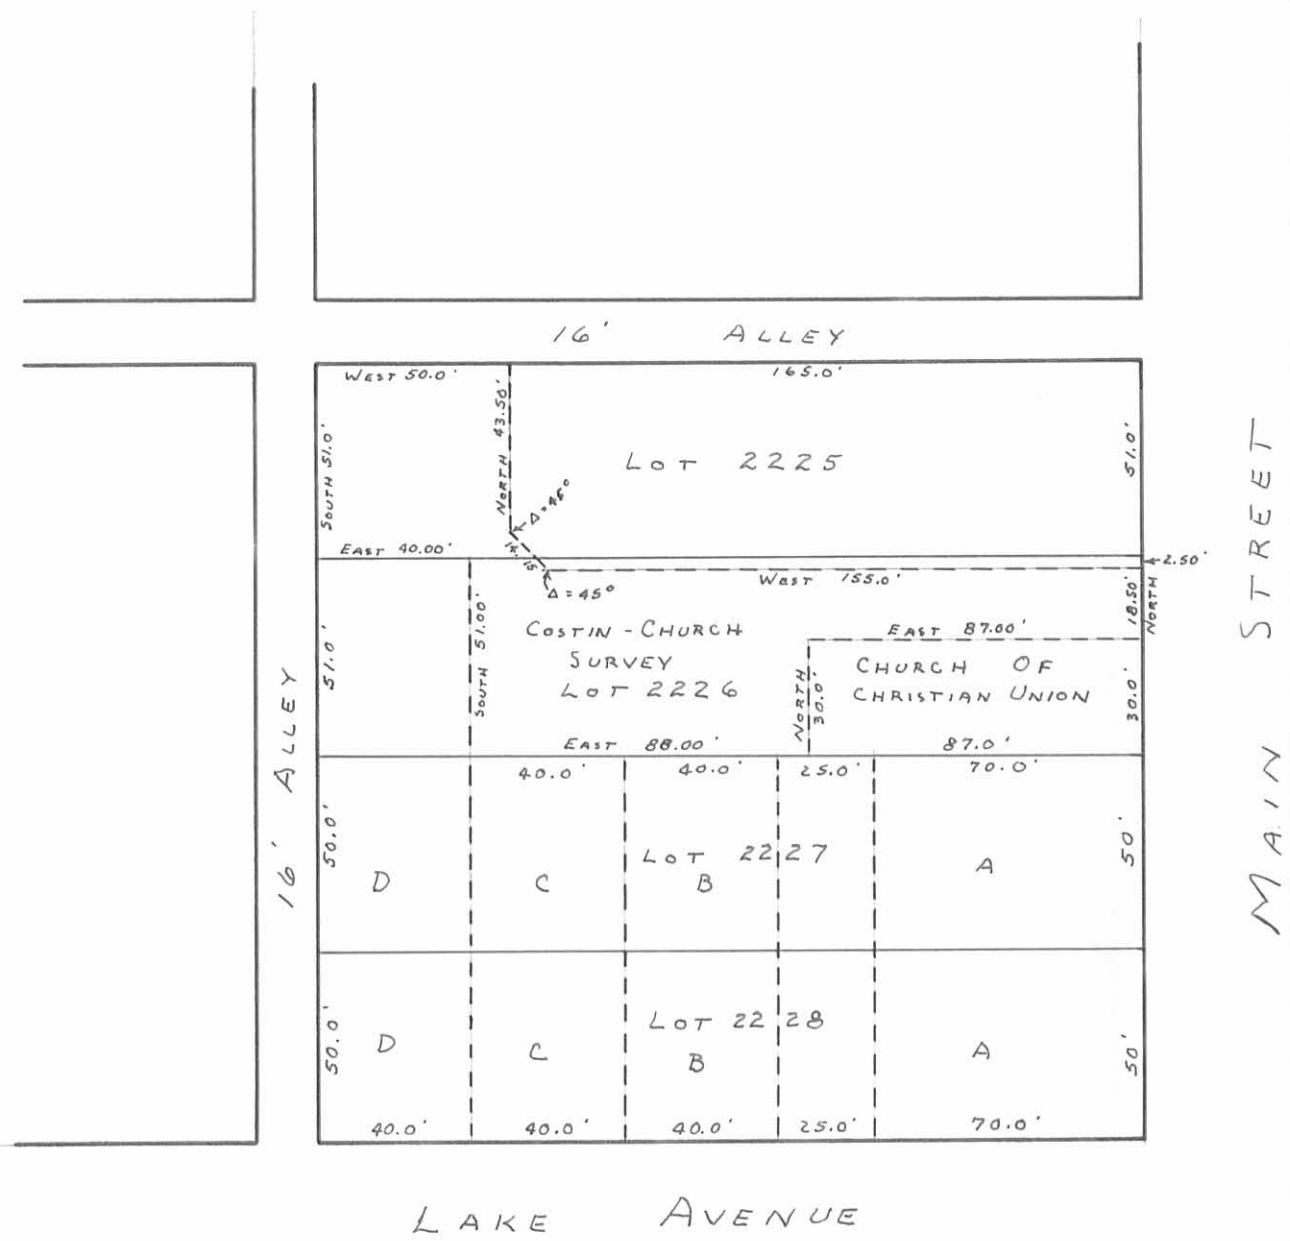 16' ALLEY
WEST 50.0'
165.0'
SOUTH 51.0'
NORTH 43.50'
LOT 2225
51.0'
Δ = 45°
14.15
EAST 40.00'
2.50'
WEST 155.0'
Δ = 45°
51.0'
SOUTH 51.00'
COSTIN - CHURCH
SURVEY
LOT 2226
EAST 87.00'
18.50'
NORTH
CHURCH OF
CHRISTIAN UNION
NORTH
30.0'
30.0'
EAST 88.00'
87.0'
40.0'
40.0'
25.0'
70.0'
50.0'
LOT 2227
50'
D
C
B
A
LOT 2228
50.0'
D
C
B
A
50'
40.0'
40.0'
40.0'
25.0'
70.0'
16' ALLEY
MAIN STREET
LAKE AVENUE